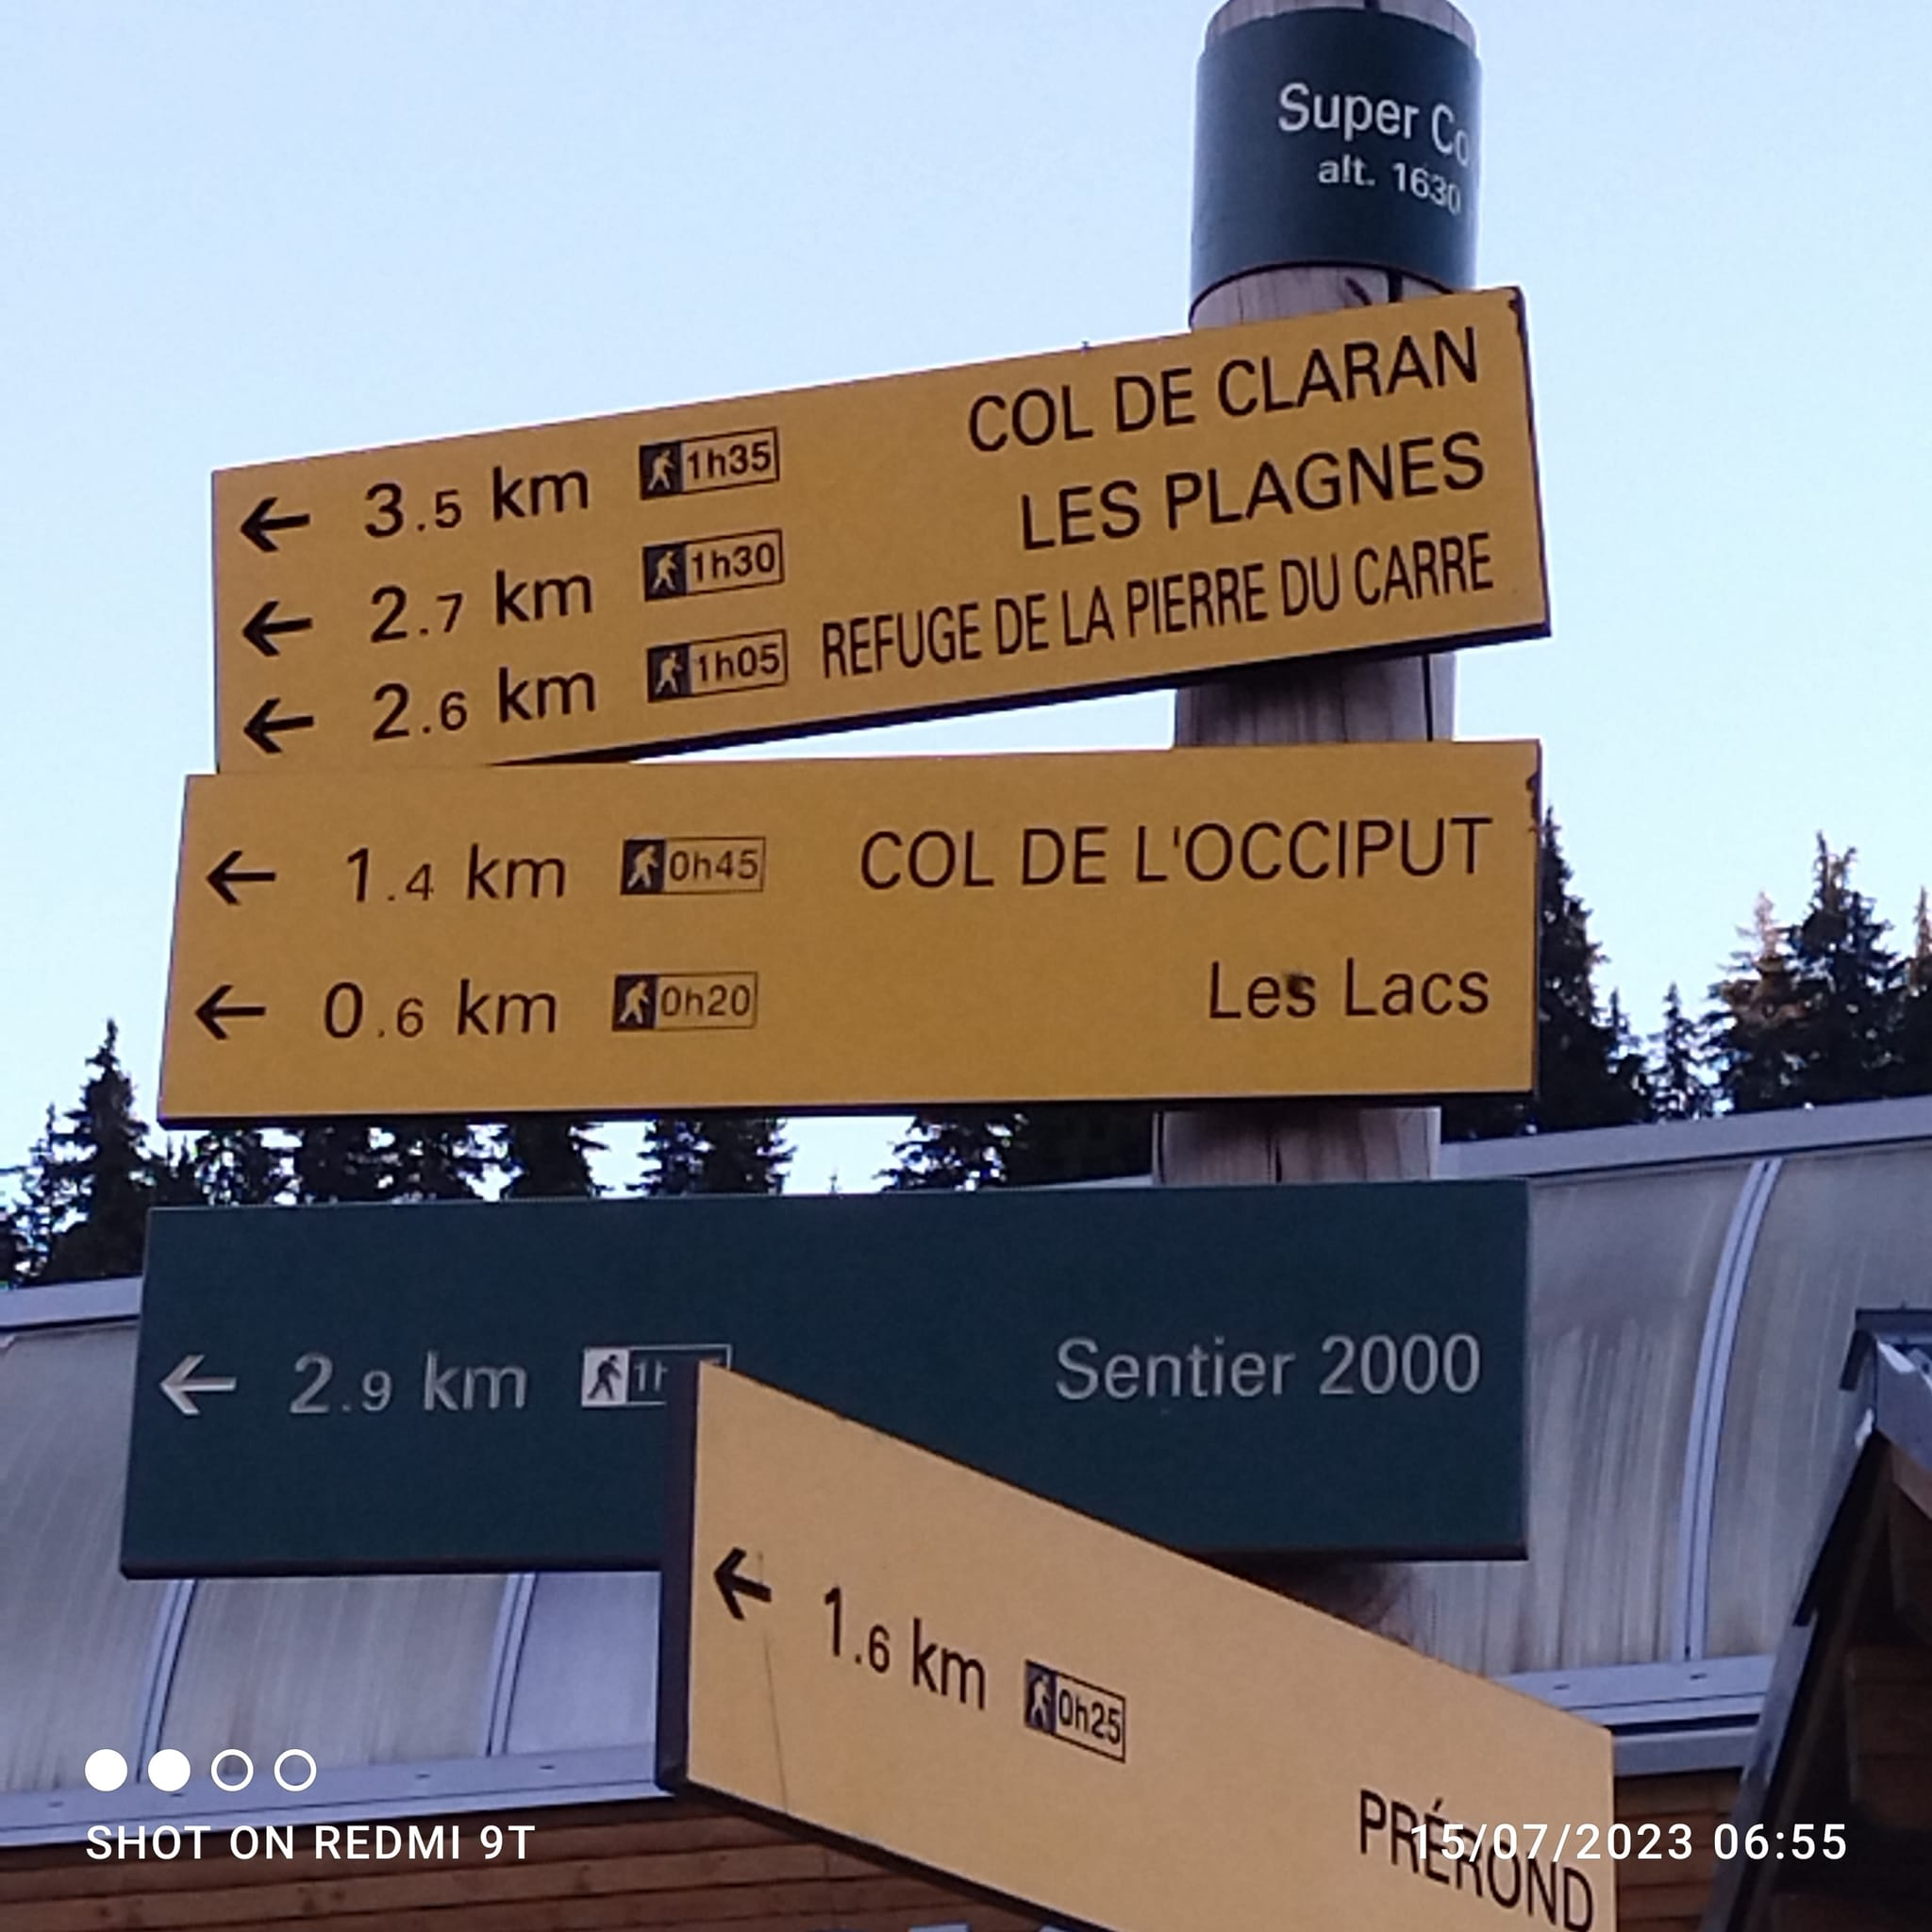 Super Co
alt. 1630
← 3.5 km 1h35 COL DE CLARAN
← 2.7 km 1h30 LES PLAGNES
← 2.6 km 1h05 REFUGE DE LA PIERRE DU CARRE
← 1.4 km 0h45 COL DE L'OCCIPUT
← 0.6 km 0h20 Les Lacs
← 2.9 km 1h Sentier 2000
← 1.6 km 0h25
PRÉROND
SHOT ON REDMI 9T
15/07/2023 06:55